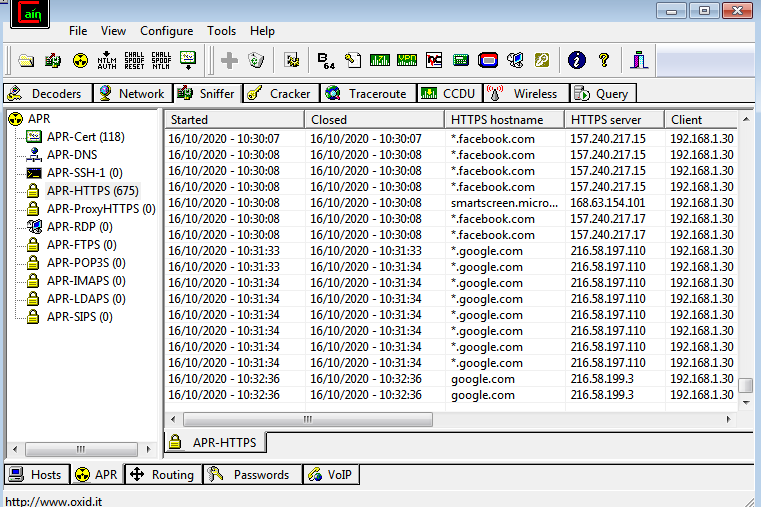 Cain
File View Configure Tools Help
NTLM AUTH CHALL SPOOF RESET CHALL SPOOF NTLM B 64 VPN
Decoders Network Sniffer Cracker Traceroute CCDU Wireless Query
APR
APR-Cert (118)
APR-DNS
APR-SSH-1 (0)
APR-HTTPS (675)
APR-ProxyHTTPS (0)
APR-RDP (0)
APR-FTPS (0)
APR-POP3S (0)
APR-IMAPS (0)
APR-LDAPS (0)
APR-SIPS (0)
Started Closed HTTPS hostname HTTPS server Client
16/10/2020 - 10:30:07 16/10/2020 - 10:30:07 *.facebook.com 157.240.217.15 192.168.1.30
16/10/2020 - 10:30:08 16/10/2020 - 10:30:08 *.facebook.com 157.240.217.15 192.168.1.30
16/10/2020 - 10:30:08 16/10/2020 - 10:30:08 *.facebook.com 157.240.217.15 192.168.1.30
16/10/2020 - 10:30:08 16/10/2020 - 10:30:08 *.facebook.com 157.240.217.15 192.168.1.30
16/10/2020 - 10:30:08 16/10/2020 - 10:30:08 smartscreen.micro... 168.63.154.101 192.168.1.30
16/10/2020 - 10:30:08 16/10/2020 - 10:30:08 *.facebook.com 157.240.217.17 192.168.1.30
16/10/2020 - 10:30:08 16/10/2020 - 10:30:08 *.facebook.com 157.240.217.17 192.168.1.30
16/10/2020 - 10:31:33 16/10/2020 - 10:31:33 *.google.com 216.58.197.110 192.168.1.30
16/10/2020 - 10:31:33 16/10/2020 - 10:31:34 *.google.com 216.58.197.110 192.168.1.30
16/10/2020 - 10:31:34 16/10/2020 - 10:31:34 *.google.com 216.58.197.110 192.168.1.30
16/10/2020 - 10:31:34 16/10/2020 - 10:31:34 *.google.com 216.58.197.110 192.168.1.30
16/10/2020 - 10:31:34 16/10/2020 - 10:31:34 *.google.com 216.58.197.110 192.168.1.30
16/10/2020 - 10:31:34 16/10/2020 - 10:31:34 *.google.com 216.58.197.110 192.168.1.30
16/10/2020 - 10:31:34 16/10/2020 - 10:31:34 *.google.com 216.58.197.110 192.168.1.30
16/10/2020 - 10:31:34 16/10/2020 - 10:31:34 *.google.com 216.58.197.110 192.168.1.30
16/10/2020 - 10:32:36 16/10/2020 - 10:32:36 google.com 216.58.199.3 192.168.1.30
16/10/2020 - 10:32:36 16/10/2020 - 10:32:36 google.com 216.58.199.3 192.168.1.30
APR-HTTPS
Hosts APR Routing Passwords VoIP
http://www.oxid.it